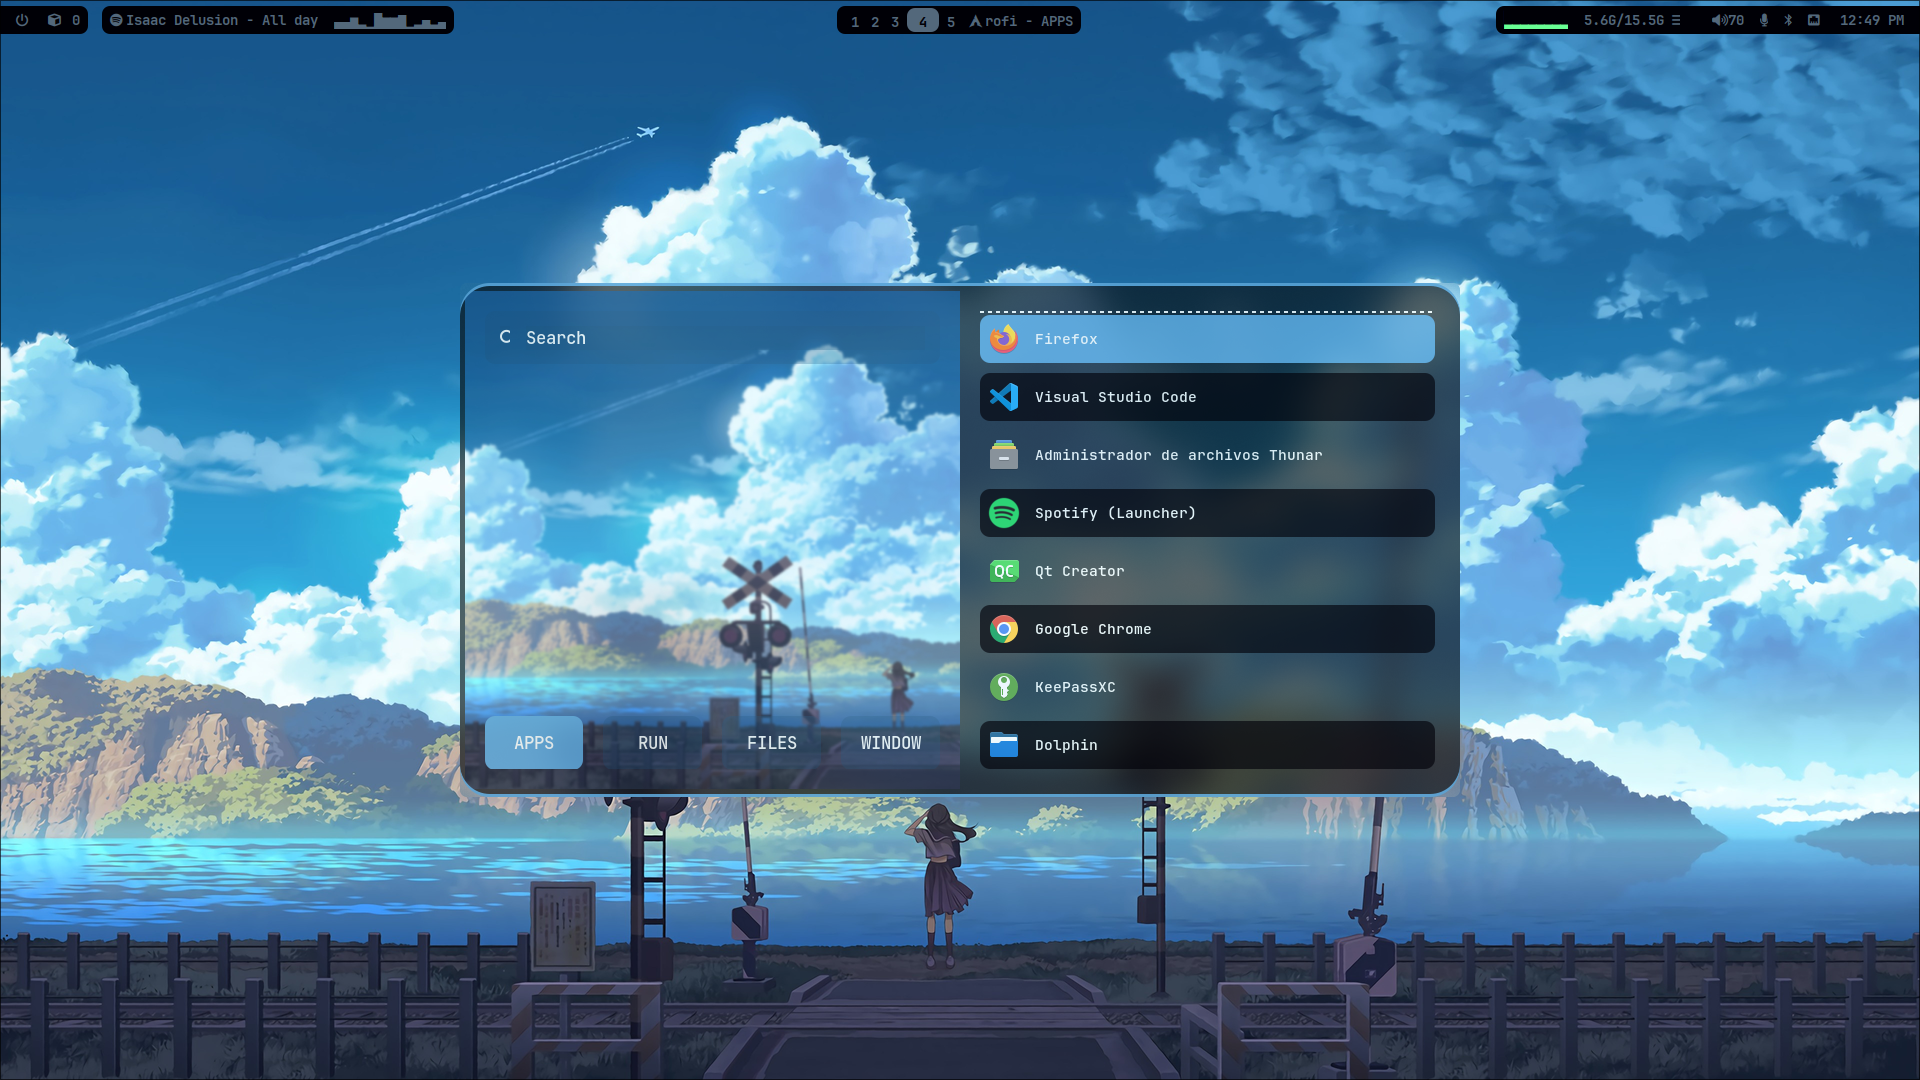 0 Isaac Delusion - All day
1 2 3 4 5 rofi - APPS
5.6G/15.5G 70 12:49 PM
Search
Firefox
Visual Studio Code
Administrador de archivos Thunar
Spotify (Launcher)
QC Qt Creator
Google Chrome
KeePassXC
Dolphin
APPS RUN FILES WINDOW